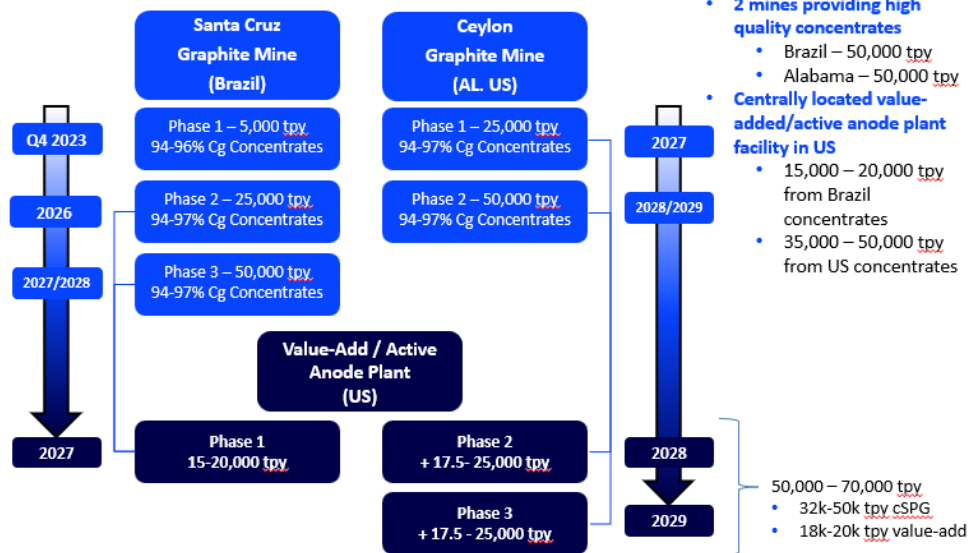 Santa Cruz
Graphite Mine
(Brazil)
Ceylon
Graphite Mine
(AL. US)
• 2 mines providing high
quality concentrates
• Brazil – 50,000 tpy
• Alabama – 50,000 tpy
• Centrally located value-
added/active anode plant
facility in US
• 15,000 – 20,000 tpy
from Brazil
concentrates
• 35,000 – 50,000 tpy
from US concentrates
Q4 2023
Phase 1 – 5,000 tpy
94-96% Cg Concentrates
Phase 1 – 25,000 tpy
94-97% Cg Concentrates
2027
2026
Phase 2 – 25,000 tpy
94-97% Cg Concentrates
Phase 2 – 50,000 tpy
94-97% Cg Concentrates
2028/2029
2027/2028
Phase 3 – 50,000 tpy
94-97% Cg Concentrates
Value-Add / Active
Anode Plant
(US)
2027
Phase 1
15-20,000 tpy
Phase 2
+ 17.5- 25,000 tpy
2028
Phase 3
+ 17.5 - 25,000 tpy
2029
50,000 – 70,000 tpy
• 32k-50k tpy cSPG
• 18k-20k tpy value-add